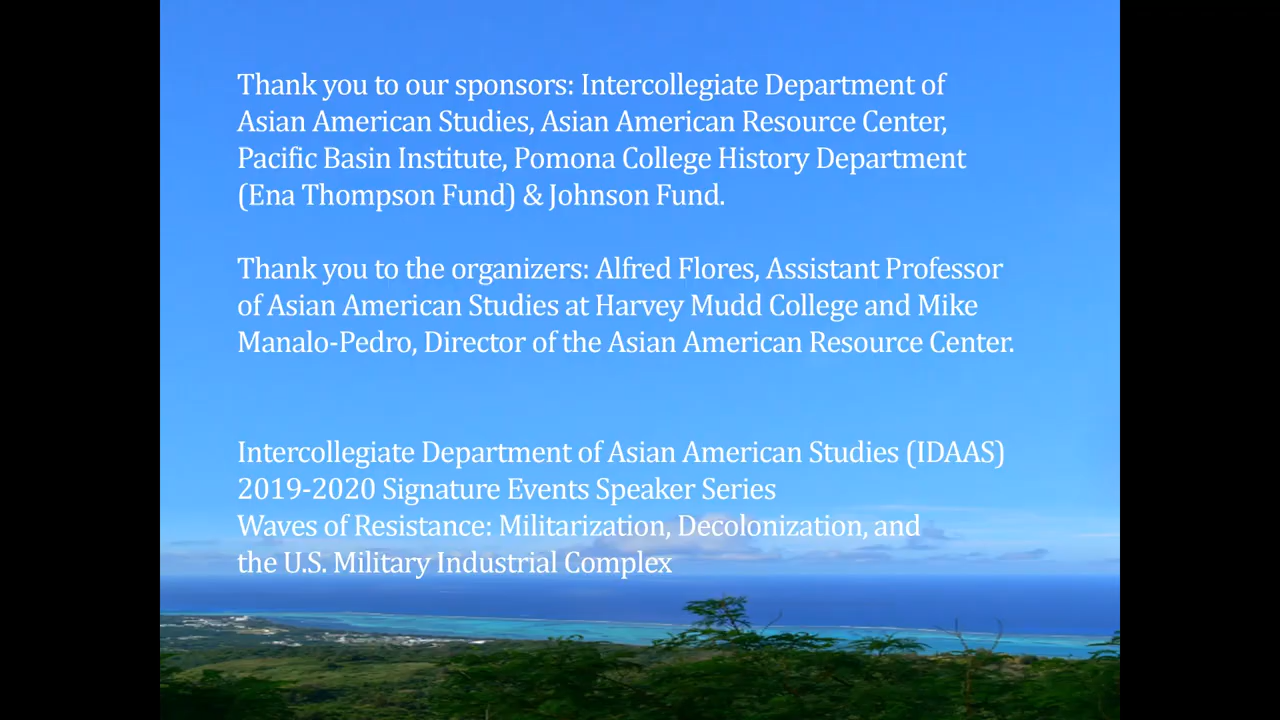 Thank you to our sponsors: Intercollegiate Department of
Asian American Studies, Asian American Resource Center,
Pacific Basin Institute, Pomona College History Department
(Ena Thompson Fund) & Johnson Fund.
Thank you to the organizers: Alfred Flores, Assistant Professor
of Asian American Studies at Harvey Mudd College and Mike
Manalo-Pedro, Director of the Asian American Resource Center.
Intercollegiate Department of Asian American Studies (IDAAS)
2019-2020 Signature Events Speaker Series
Waves of Resistance: Militarization, Decolonization, and
the U.S. Military Industrial Complex